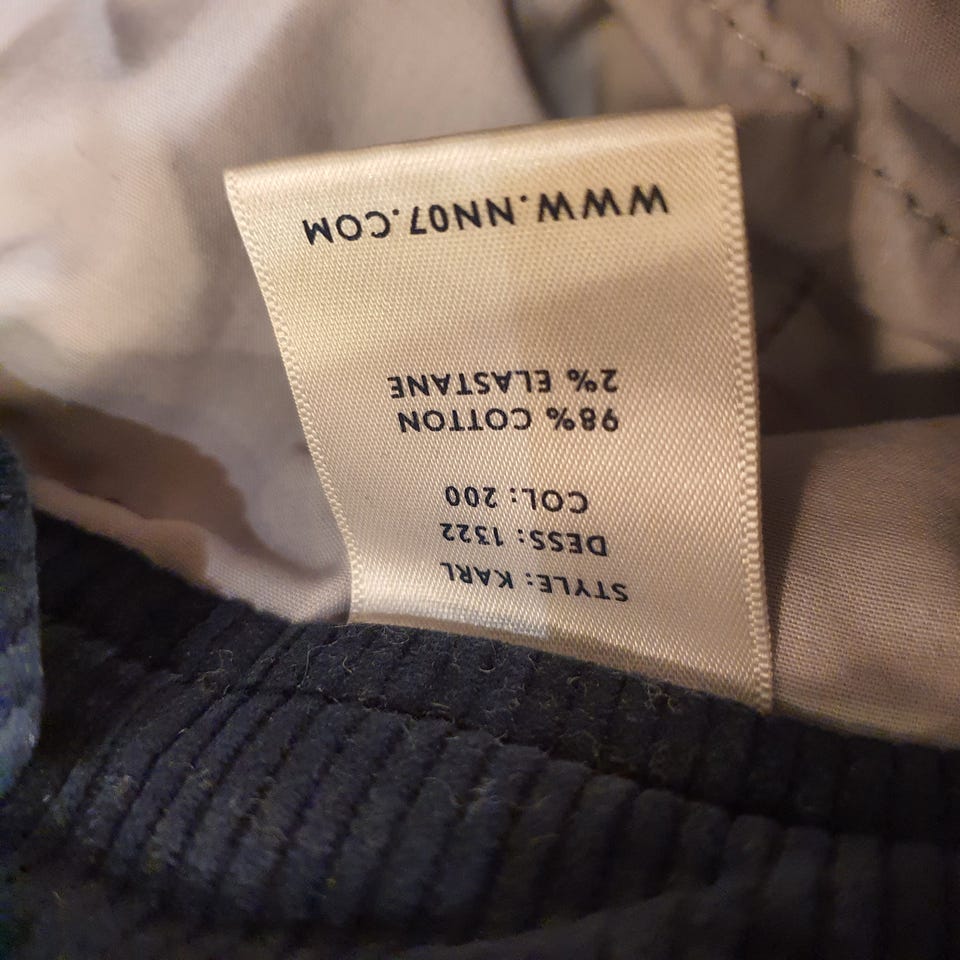 STYLE: KARL
DESS: 1322
COL: 200
98% COTTON
2% ELASTANE
WWW.NN07.COM